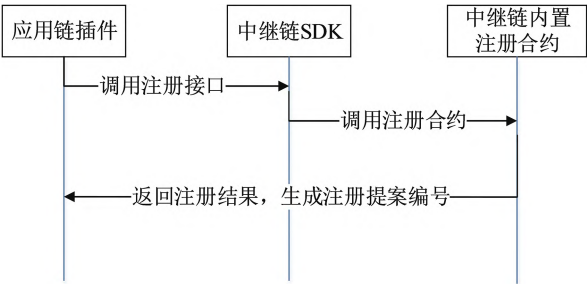 应用链插件
中继链SDK
中继链内置
注册合约
调用注册接口
调用注册合约
返回注册结果，生成注册提案编号